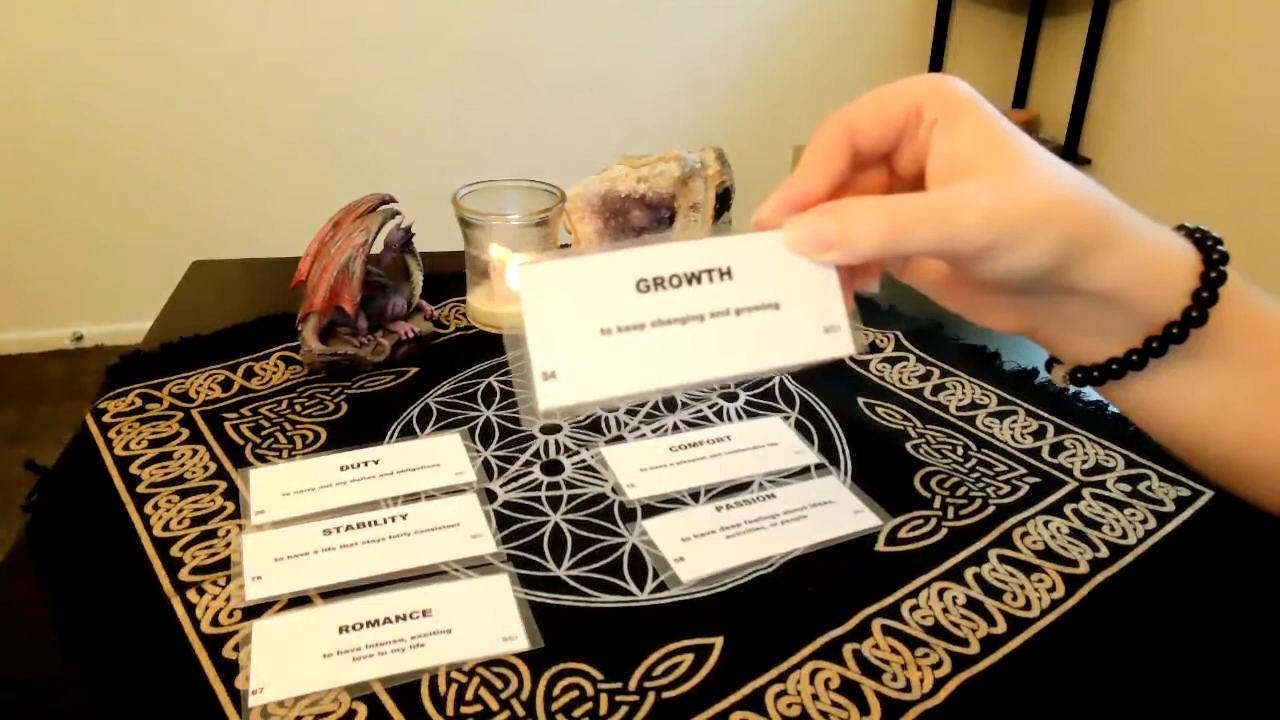 GROWTH
to keep changing and growing
34
DUTY
to carry out my duties and obligations
STABILITY
to have a life that stays fairly consistent
78
ROMANCE
to have intense, exciting
love in my life
67
COMFORT
to have a pleasant and comfortable life
PASSION
to have deep feelings about ideas,
activities, or people